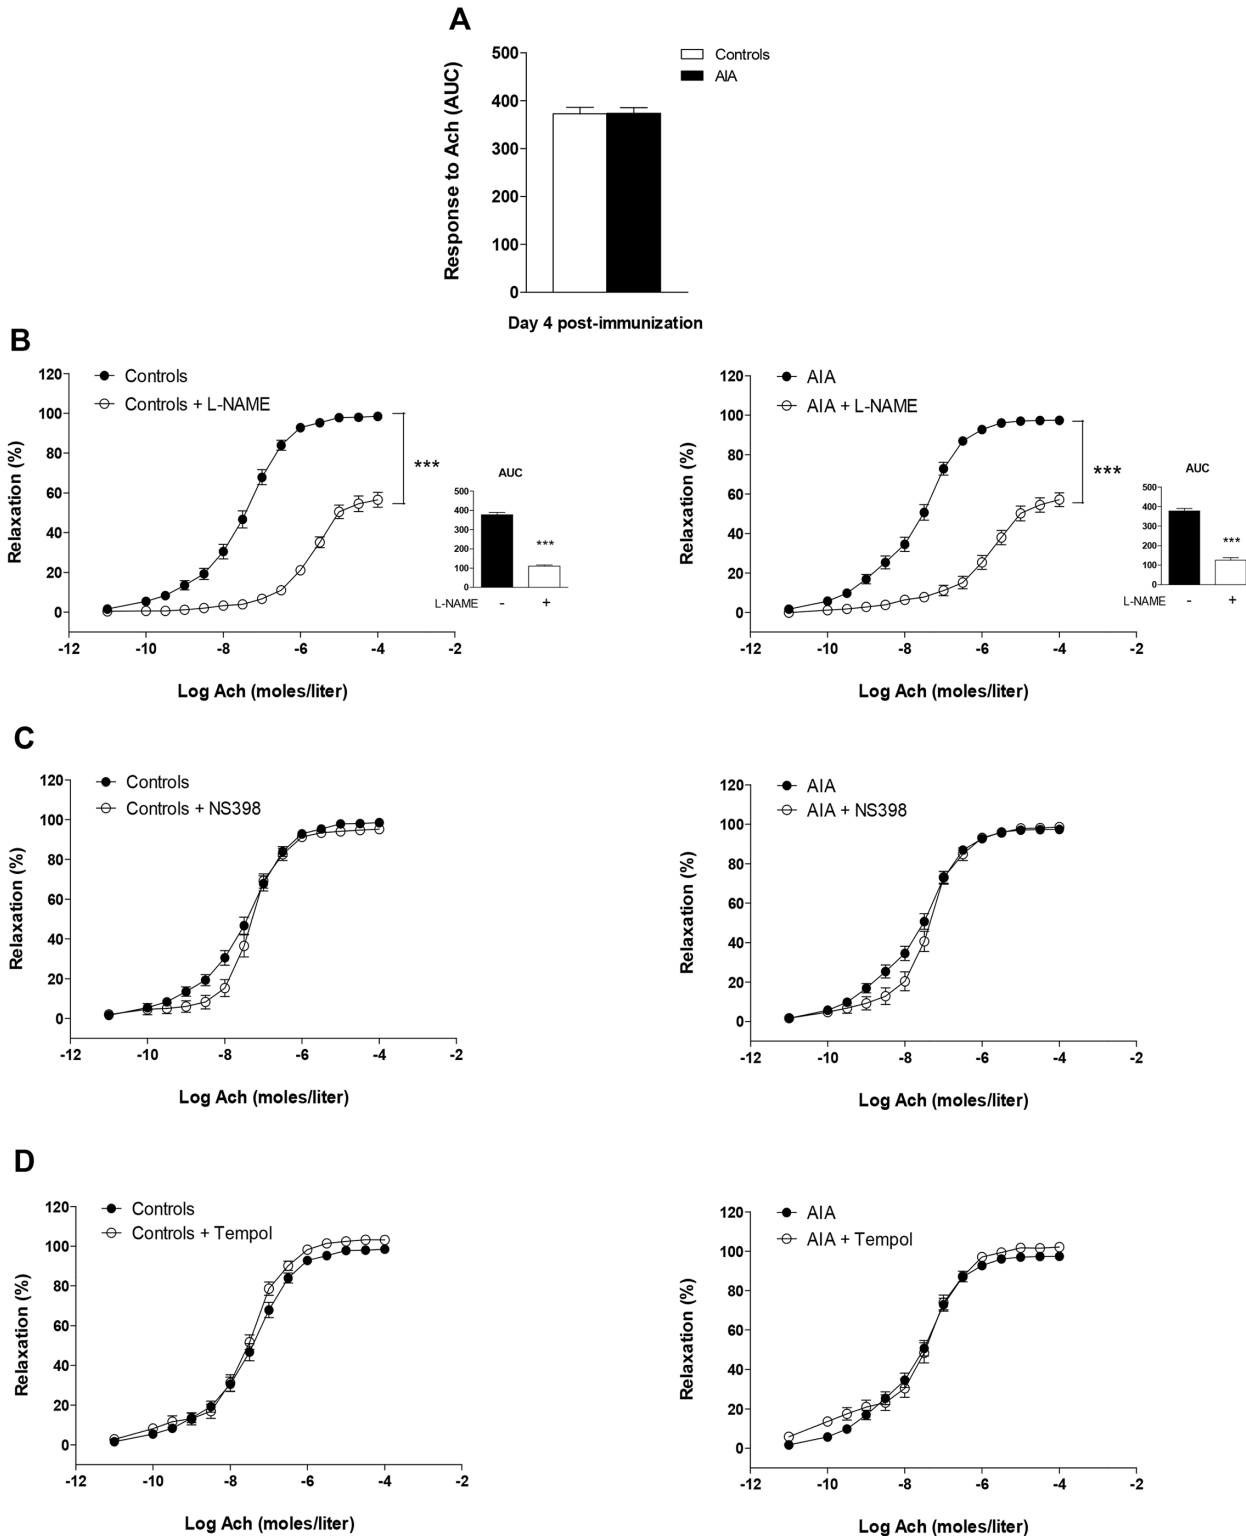 A
Response to Ach (AUC)
500
400
300
200
100
0
Controls
AIA
Day 4 post-immunization
B
Relaxation (%)
120
100
80
60
40
20
0
Controls
Controls + L-NAME
***
-12 -10 -8 -6 -4 -2
Log Ach (moles/liter)
AUC
500
400
300
200
100
0
***
L-NAME - +
Relaxation (%)
120
100
80
60
40
20
0
AIA
AIA + L-NAME
***
-12 -10 -8 -6 -4 -2
Log Ach (moles/liter)
AUC
500
400
300
200
100
0
***
L-NAME - +
C
Relaxation (%)
120
100
80
60
40
20
0
Controls
Controls + NS398
-12 -10 -8 -6 -4 -2
Log Ach (moles/liter)
Relaxation (%)
120
100
80
60
40
20
0
AIA
AIA + NS398
-12 -10 -8 -6 -4 -2
Log Ach (moles/liter)
D
Relaxation (%)
120
100
80
60
40
20
0
Controls
Controls + Tempol
-12 -10 -8 -6 -4 -2
Log Ach (moles/liter)
Relaxation (%)
120
100
80
60
40
20
0
AIA
AIA + Tempol
-12 -10 -8 -6 -4 -2
Log Ach (moles/liter)